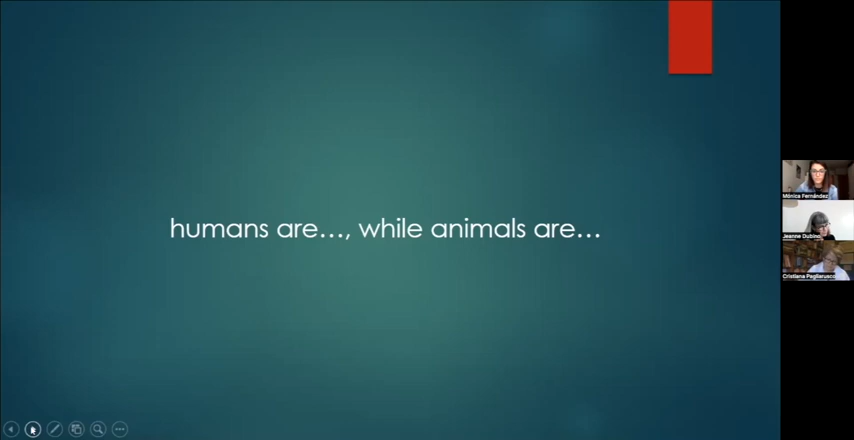 humans are…, while animals are…
Mónica Fernández
Jeanne Dubino
Cristiana Pagliarusco